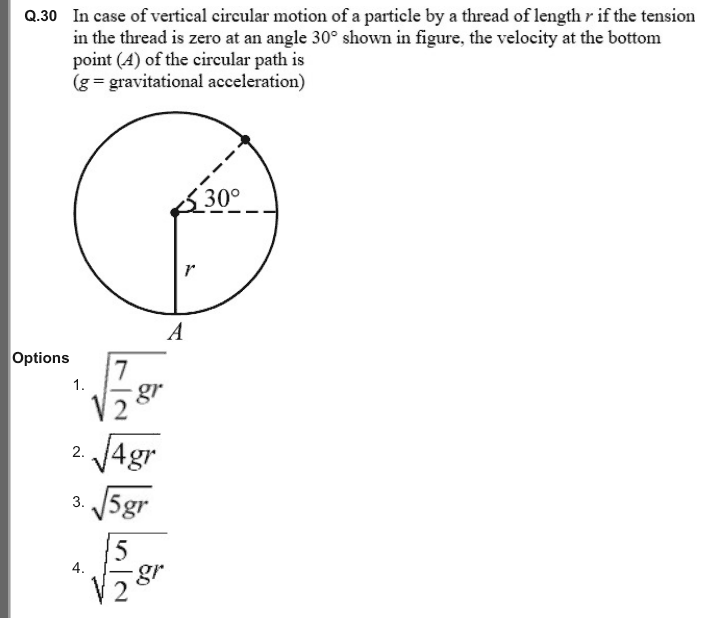 Q.30 In case of vertical circular motion of a particle by a thread of length r if the tension
in the thread is zero at an angle 30° shown in figure, the velocity at the bottom
point (A) of the circular path is
(g = gravitational acceleration)
30°
r
A
Options
1. √(7/2 gr)
2. √4gr
3. √5gr
4. √(5/2 gr)